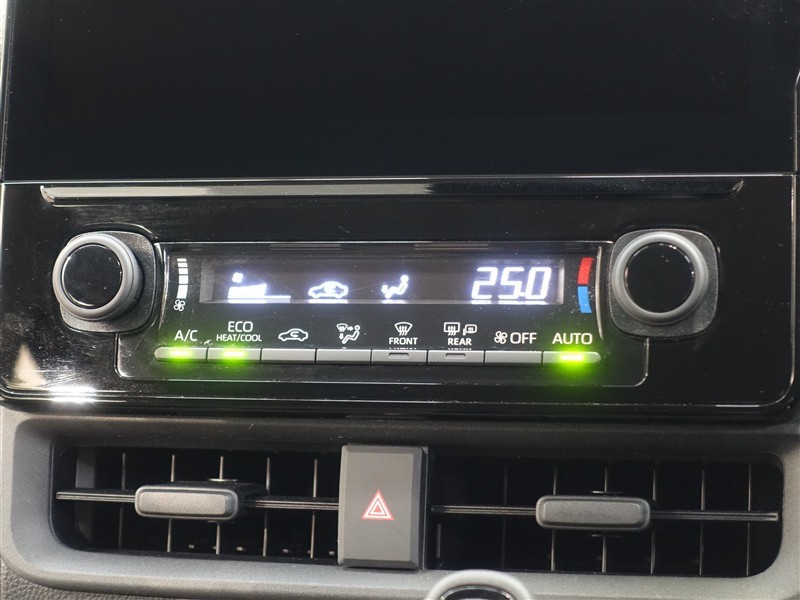 25.0
A/C
ECO
HEAT/COOL
FRONT
REAR
OFF
AUTO